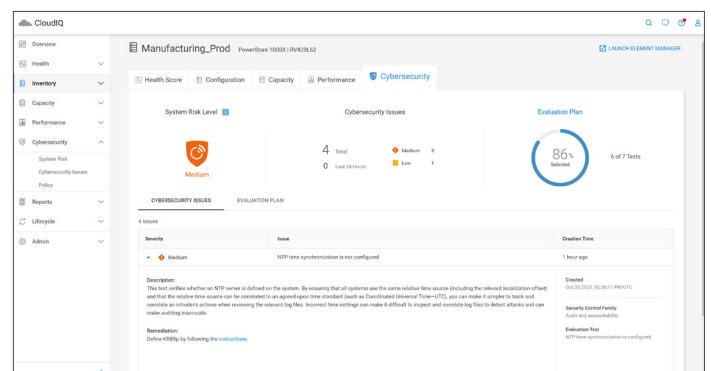 CloudIQ
Overview
Health
Inventory
Capacity
Performance
Cybersecurity
System Risk
Cybersecurity Issues
Policy
Reports
Lifecycle
Admin
Manufacturing_Prod PowerStore 1000X | RV429L62
LAUNCH ELEMENT MANAGER
Health Score Configuration Capacity Performance Cybersecurity
System Risk Level
Medium
Cybersecurity Issues
4 Total
0 Last 24 Hours
Medium 3
Low 1
Evaluation Plan
86%
Selected
6 of 7 Tests
CYBERSECURITY ISSUES EVALUATION PLAN
4 Issues
Severity Issue Creation Time
Medium NTP time synchronization is not configured 1 hour ago
Description:
This test verifies whether an NTP server is defined on the system. By ensuring that all systems use the same relative time source (including the relevant localization offset)
and that the relative time source can be correlated to an agreed-upon time standard (such as Coordinated Universal Time—UTC), you can make it simpler to track and
correlate an intruder's actions when reviewing the relevant log files. Incorrect time settings can make it difficult to inspect and correlate log files to detect attacks and can
make auditing inaccurate.
Remediation:
Define KRB5p by following the instructions.
Created
Oct 20 2021, 02:26:11 PM UTC
Security Control Family
Audit and accountability
Evaluation Test
NTP time synchronization is configured